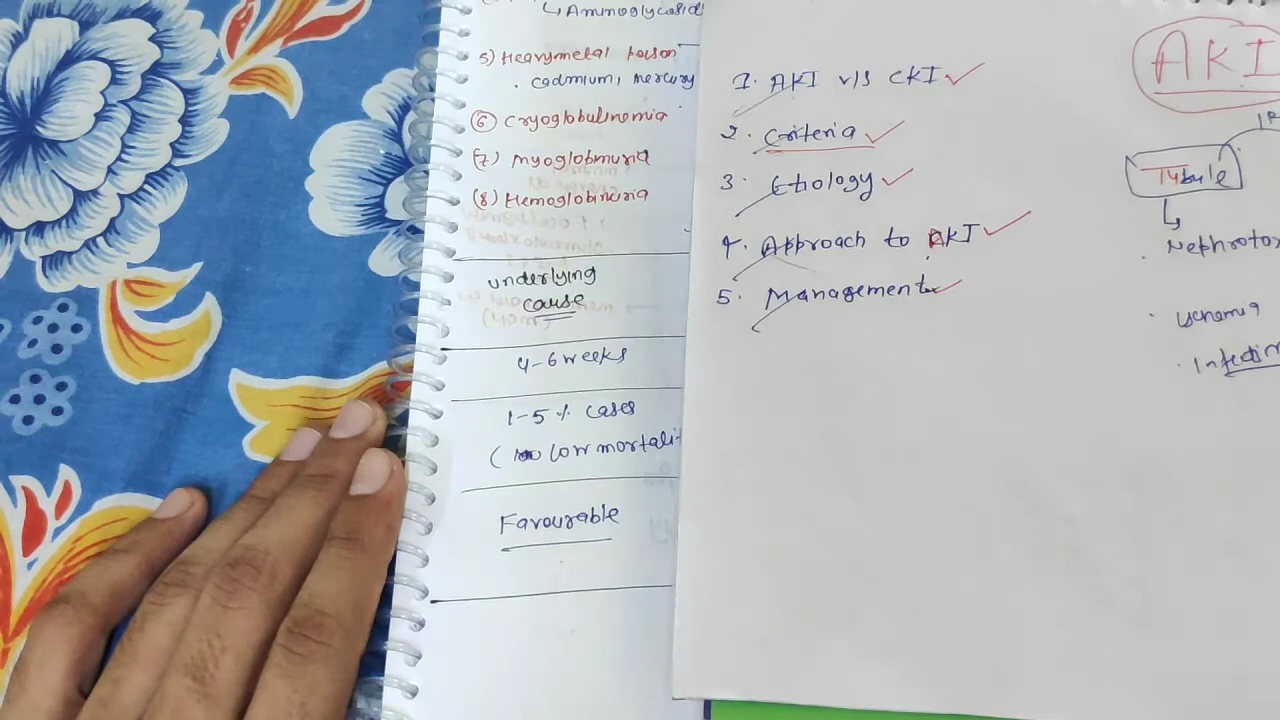 ↳ Aminoglycosid
5) Heavymetal Poison
. Cadmium, mercury
⑥ Cryoglobulinemia
(7) Myoglobinuria
(8) Hemoglobinuria
underlying
cause
4-6 weeks
1-5 % cases
( low mortali
Favourable
1. AKI v/s CKI ✓
2. Criteria ✓
3. Etiology ✓
4. Approach to AKI ✓
5. Management ✓
AKI
Tubule
↳
. Nephrotox
. ischemia
. Infection